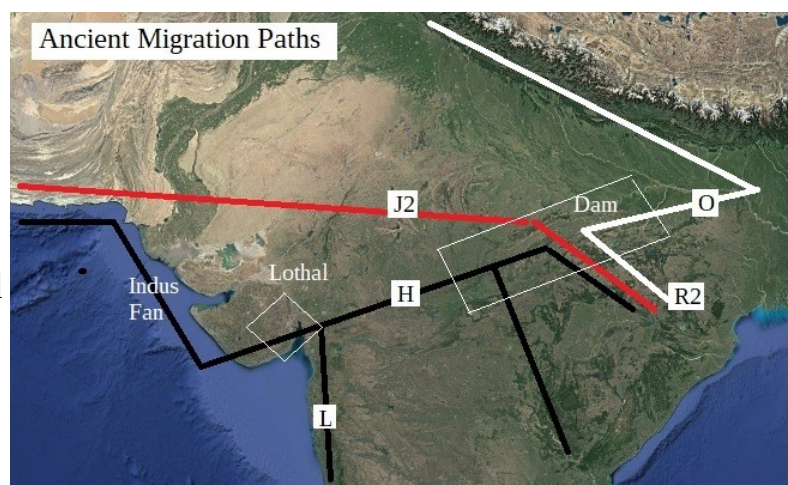 Ancient Migration Paths
J2
Dam
O
Lothal
Indus
Fan
H
R2
L